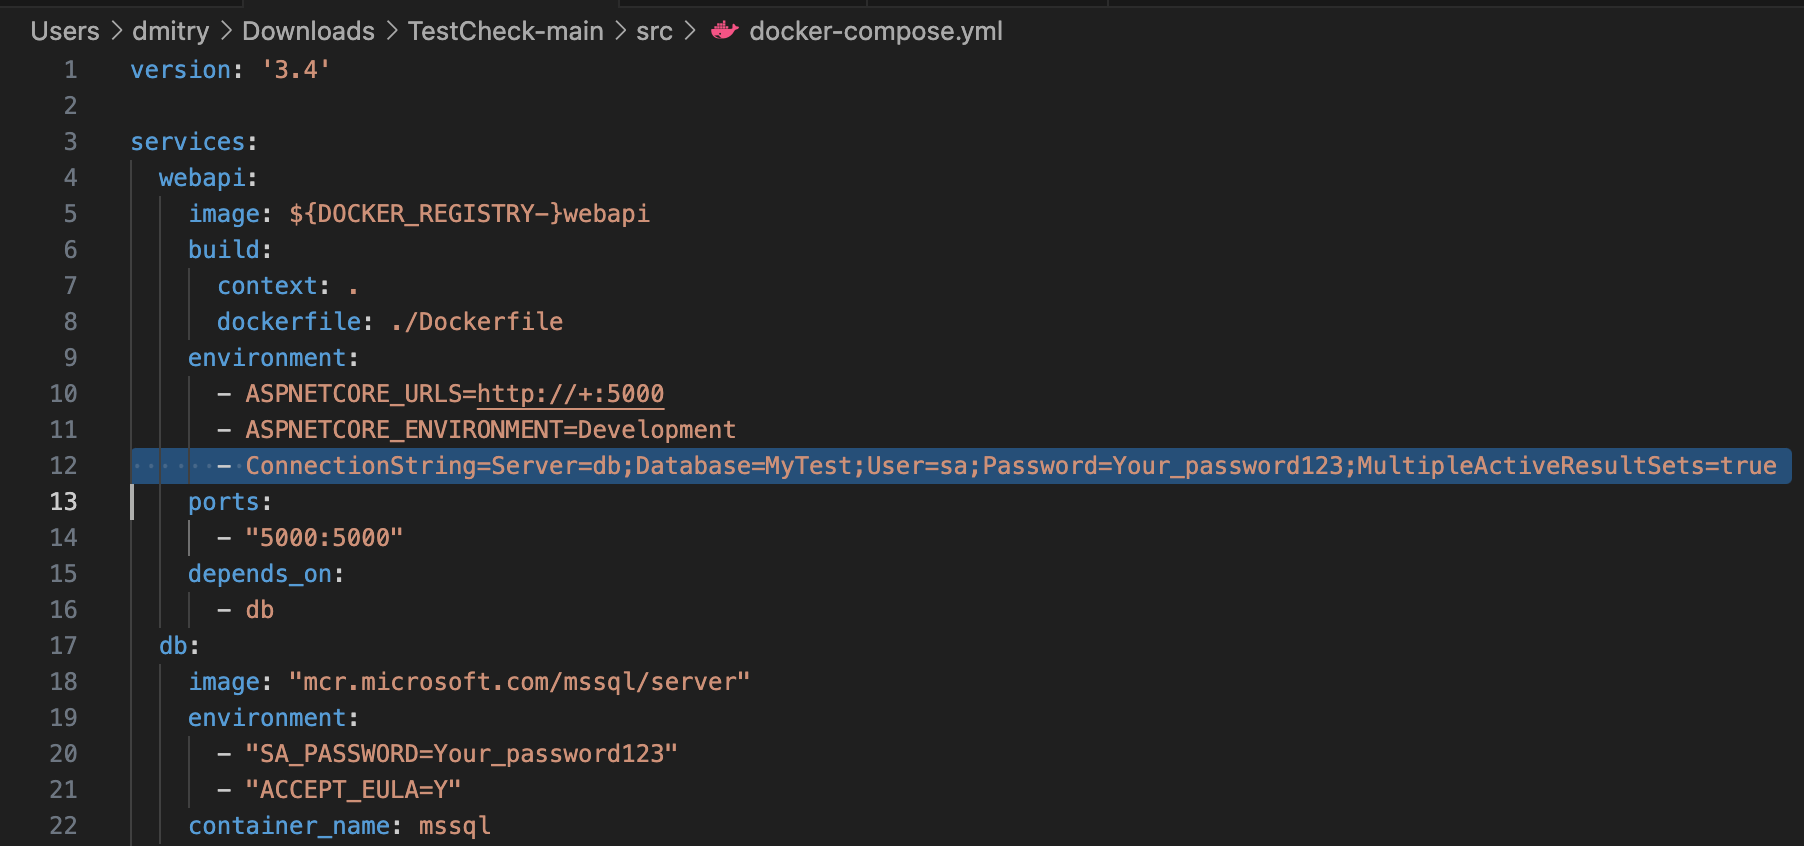 Users > dmitry > Downloads > TestCheck-main > src > docker-compose.yml
1 version: '3.4'
2
3 services:
4 webapi:
5 image: ${DOCKER_REGISTRY-}webapi
6 build:
7 context: .
8 dockerfile: ./Dockerfile
9 environment:
10 - ASPNETCORE_URLS=http://+:5000
11 - ASPNETCORE_ENVIRONMENT=Development
12 - ConnectionString=Server=db;Database=MyTest;User=sa;Password=Your_password123;MultipleActiveResultSets=true
13 ports:
14 - "5000:5000"
15 depends_on:
16 - db
17 db:
18 image: "mcr.microsoft.com/mssql/server"
19 environment:
20 - "SA_PASSWORD=Your_password123"
21 - "ACCEPT_EULA=Y"
22 container_name: mssql